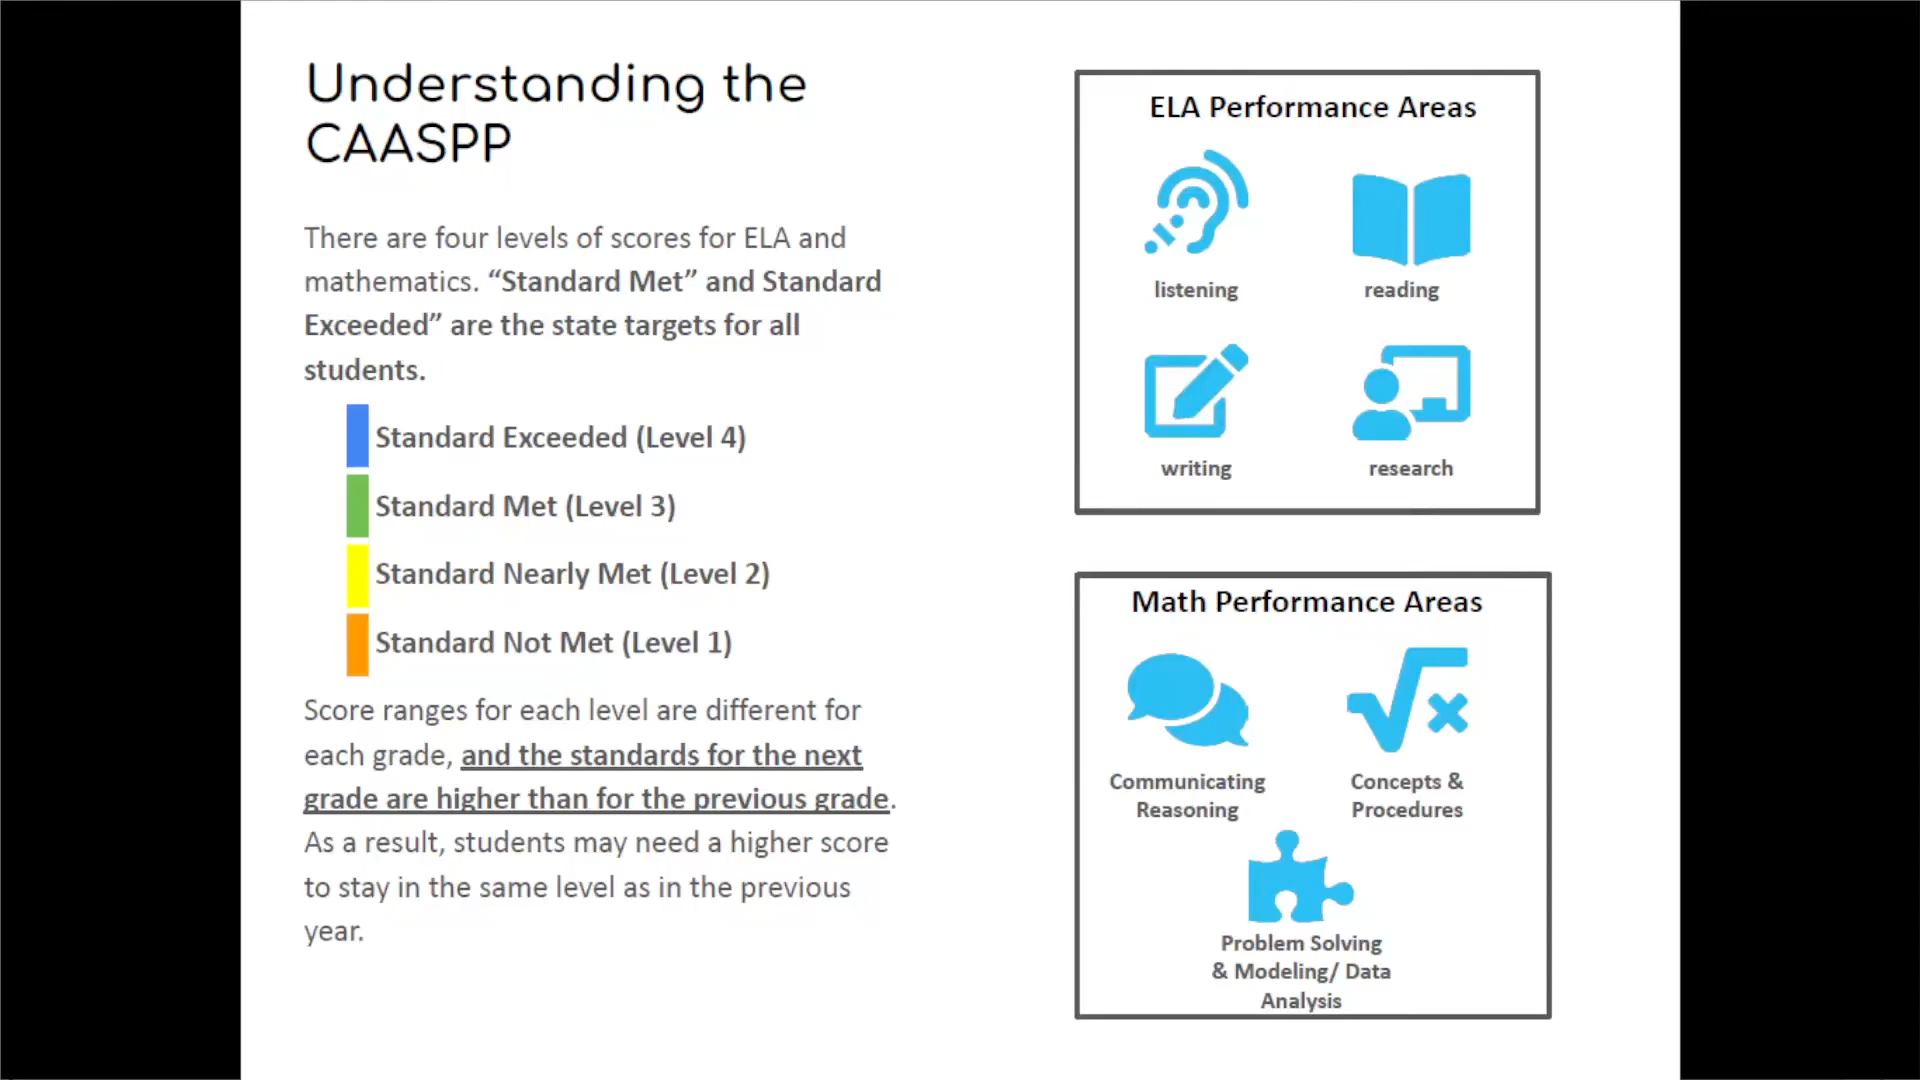 Understanding the
CAASPP
There are four levels of scores for ELA and
mathematics. “Standard Met” and Standard
Exceeded” are the state targets for all
students.
Standard Exceeded (Level 4)
Standard Met (Level 3)
Standard Nearly Met (Level 2)
Standard Not Met (Level 1)
Score ranges for each level are different for
each grade, and the standards for the next
grade are higher than for the previous grade.
As a result, students may need a higher score
to stay in the same level as in the previous
year.
ELA Performance Areas
listening
reading
writing
research
Math Performance Areas
Communicating
Reasoning
Concepts &
Procedures
Problem Solving
& Modeling/ Data
Analysis